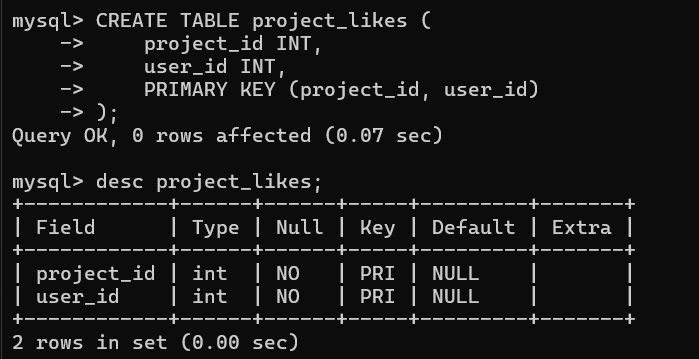 mysql> CREATE TABLE project_likes (
    ->     project_id INT,
    ->     user_id INT,
    ->     PRIMARY KEY (project_id, user_id)
    -> );
Query OK, 0 rows affected (0.07 sec)

mysql> desc project_likes;
+------------+------+------+-----+---------+-------+
| Field      | Type | Null | Key | Default | Extra |
+------------+------+------+-----+---------+-------+
| project_id | int  | NO   | PRI | NULL    |       |
| user_id    | int  | NO   | PRI | NULL    |       |
+------------+------+------+-----+---------+-------+
2 rows in set (0.00 sec)